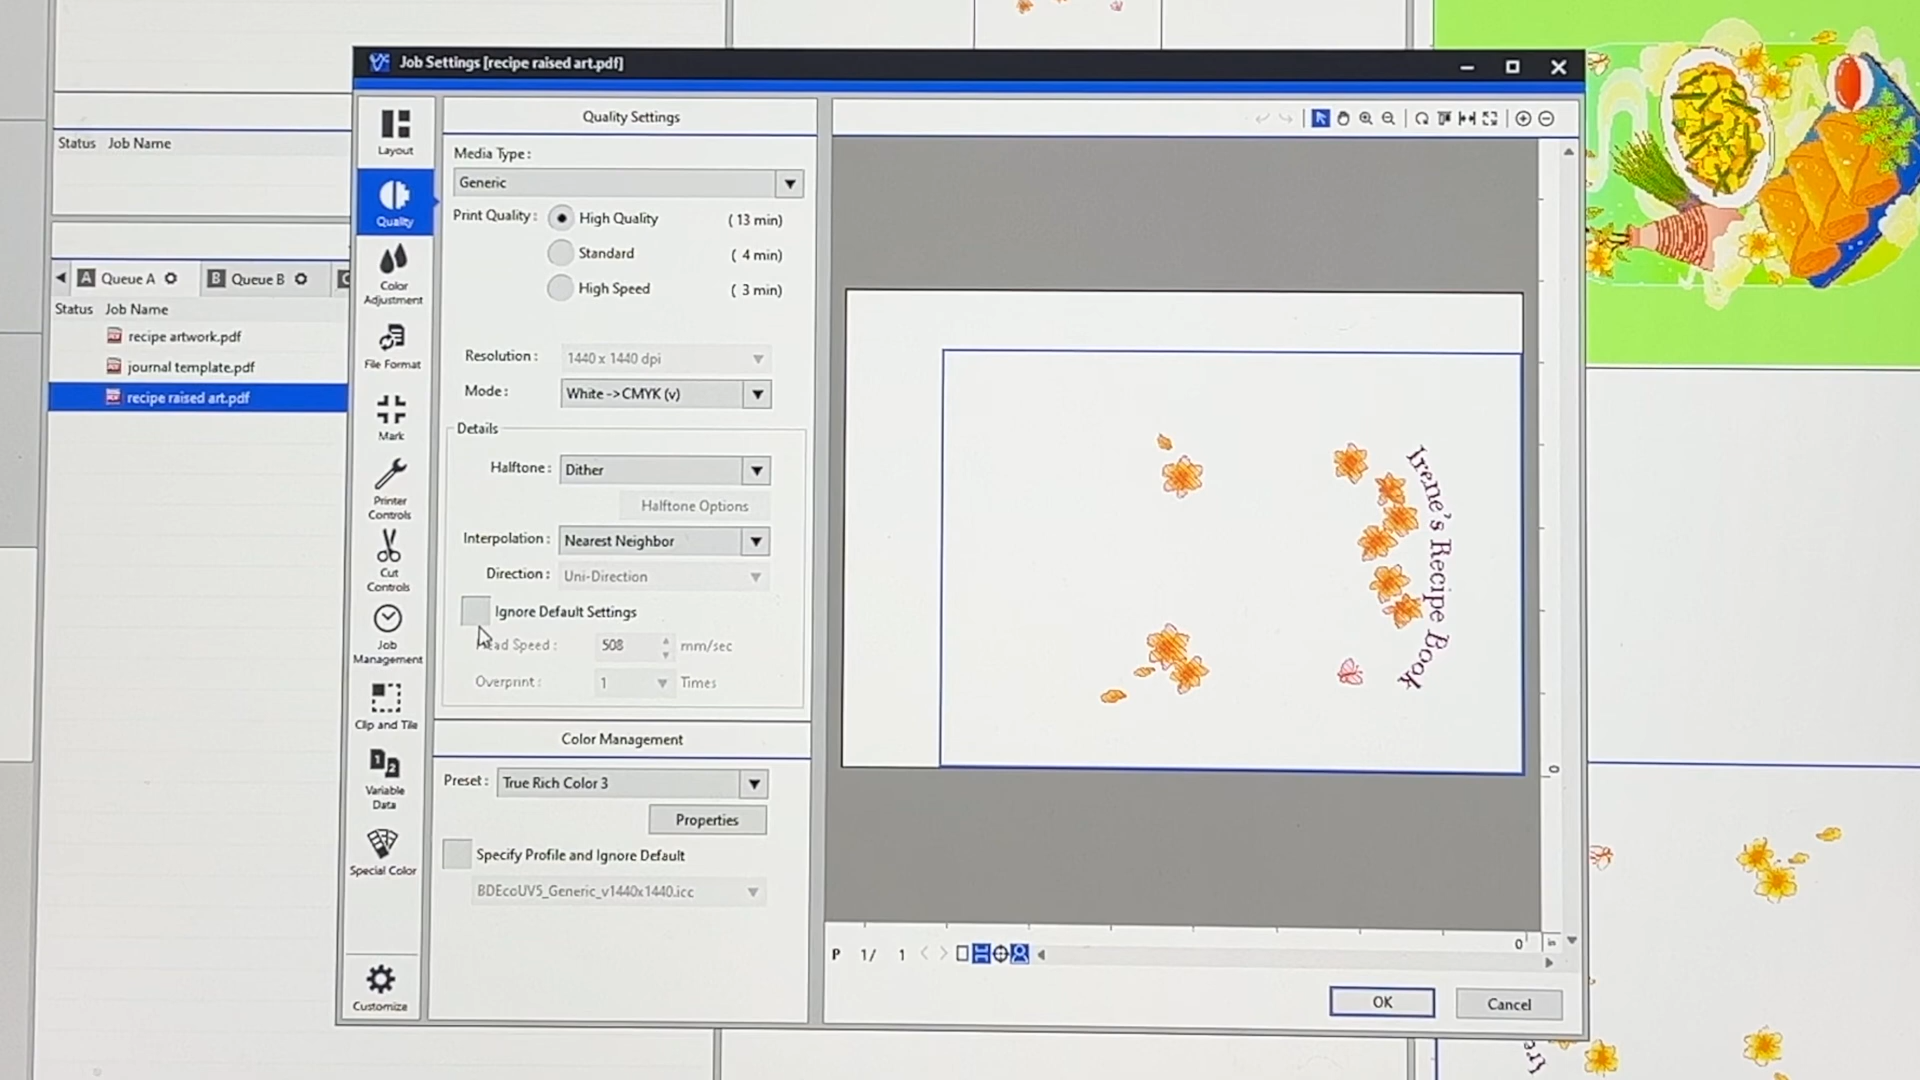 Job Settings [recipe raised art.pdf]
Status Job Name
Queue A
B Queue B
Status Job Name
recipe artwork.pdf
journal template.pdf
recipe raised art.pdf
Layout
Quality
Color
Adjustment
File Format
Mark
Printer
Controls
Cut
Controls
Job
Management
Clip and Tile
Variable
Data
Special Color
Customize
Quality Settings
Media Type :
Generic
Print Quality : High Quality ( 13 min)
Standard ( 4 min)
High Speed ( 3 min)
Resolution : 1440 x 1440 dpi
Mode : White ->CMYK (v)
Details
Halftone : Dither
Halftone Options
Interpolation : Nearest Neighbor
Direction : Uni-Direction
Ignore Default Settings
Head Speed : 508 mm/sec
Overprint : 1 Times
Color Management
Preset : True Rich Color 3
Properties
Specify Profile and Ignore Default
BDEcoUV5_Generic_v1440x1440.icc
Irene's Recipe Book
0
0 in
P 1 / 1
OK Cancel